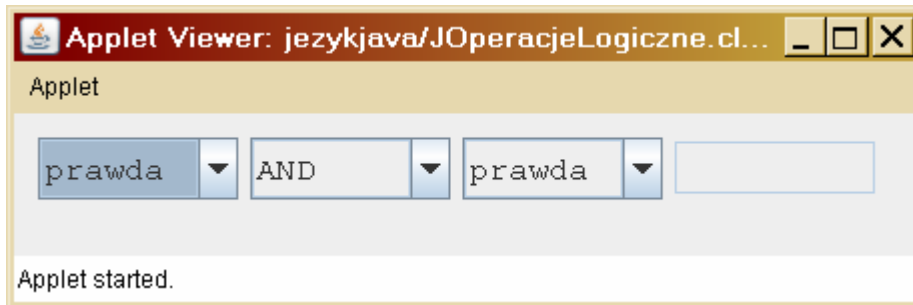 Applet Viewer: jezykjava/JOperacjeLogiczne.cl...
Applet
prawda AND prawda
Applet started.